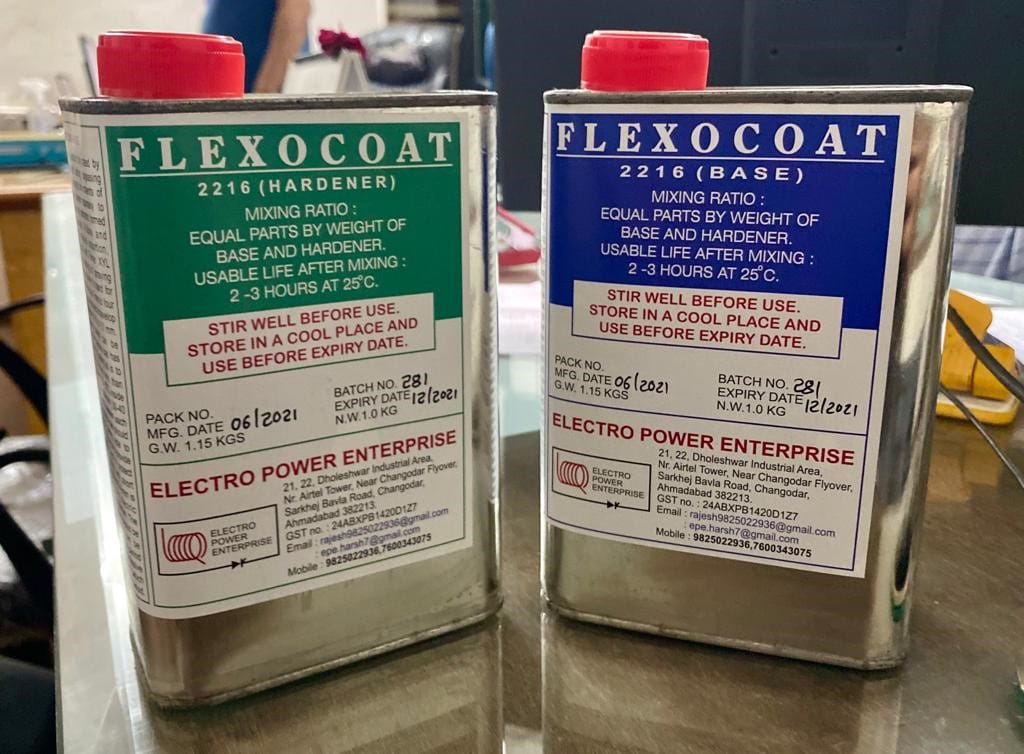 FLEXOCOAT
2216 (HARDENER)
MIXING RATIO :
EQUAL PARTS BY WEIGHT OF
BASE AND HARDENER.
USABLE LIFE AFTER MIXING :
2 –3 HOURS AT 25°C.
STIR WELL BEFORE USE.
STORE IN A COOL PLACE AND
USE BEFORE EXPIRY DATE.
PACK NO.
MFG. DATE 06/2021
G.W. 1.15 KGS
BATCH NO. 281
EXPIRY DATE 12/2021
N.W.1.0 KG
ELECTRO POWER ENTERPRISE
ELECTRO
POWER
ENTERPRISE
21, 22, Dholeshwar Industrial Area,
Nr. Airtel Tower, Near Changodar Flyover,
Sarkhej Bavla Road, Changodar,
Ahmadabad 382213.
GST no. : 24ABXPB1420D1Z7
Email : rajesh9825022936@gmail.com
: epe.harsh7@gmail.com
Mobile : 9825022936,7600343075
FLEXOCOAT
2216 (BASE)
MIXING RATIO :
EQUAL PARTS BY WEIGHT OF
BASE AND HARDENER.
USABLE LIFE AFTER MIXING :
2 –3 HOURS AT 25°C.
STIR WELL BEFORE USE.
STORE IN A COOL PLACE AND
USE BEFORE EXPIRY DATE.
PACK NO.
MFG. DATE 06/2021
G.W. 1.15 KGS
BATCH NO. 281
EXPIRY DATE 12/2021
N.W.1.0 KG
ELECTRO POWER ENTERPRISE
ELECTRO
POWER
ENTERPRISE
21, 22, Dholeshwar Industrial Area,
Nr. Airtel Tower, Near Changodar Flyover,
Sarkhej Bavla Road, Changodar,
Ahmadabad 382213.
GST no. : 24ABXPB1420D1Z7
Email : rajesh9825022936@gmail.com
: epe.harsh7@gmail.com
Mobile : 9825022936,7600343075